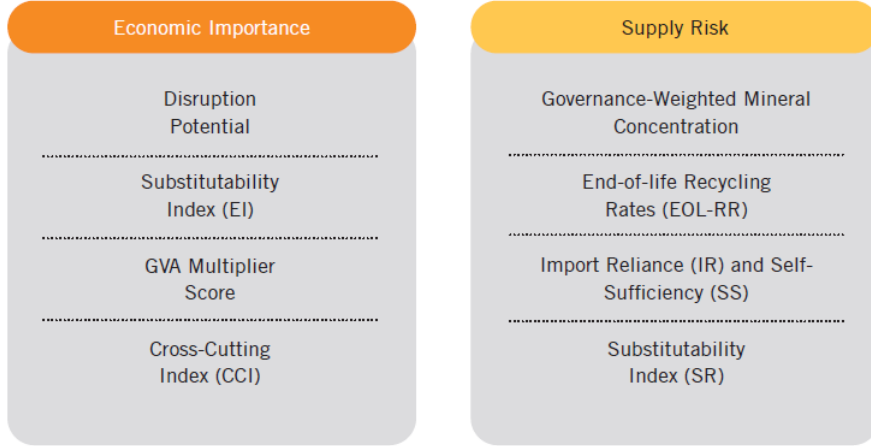 Economic Importance
Disruption
Potential
Substitutability
Index (EI)
GVA Multiplier
Score
Cross-Cutting
Index (CCI)
Supply Risk
Governance-Weighted Mineral
Concentration
End-of-life Recycling
Rates (EOL-RR)
Import Reliance (IR) and Self-
Sufficiency (SS)
Substitutability
Index (SR)